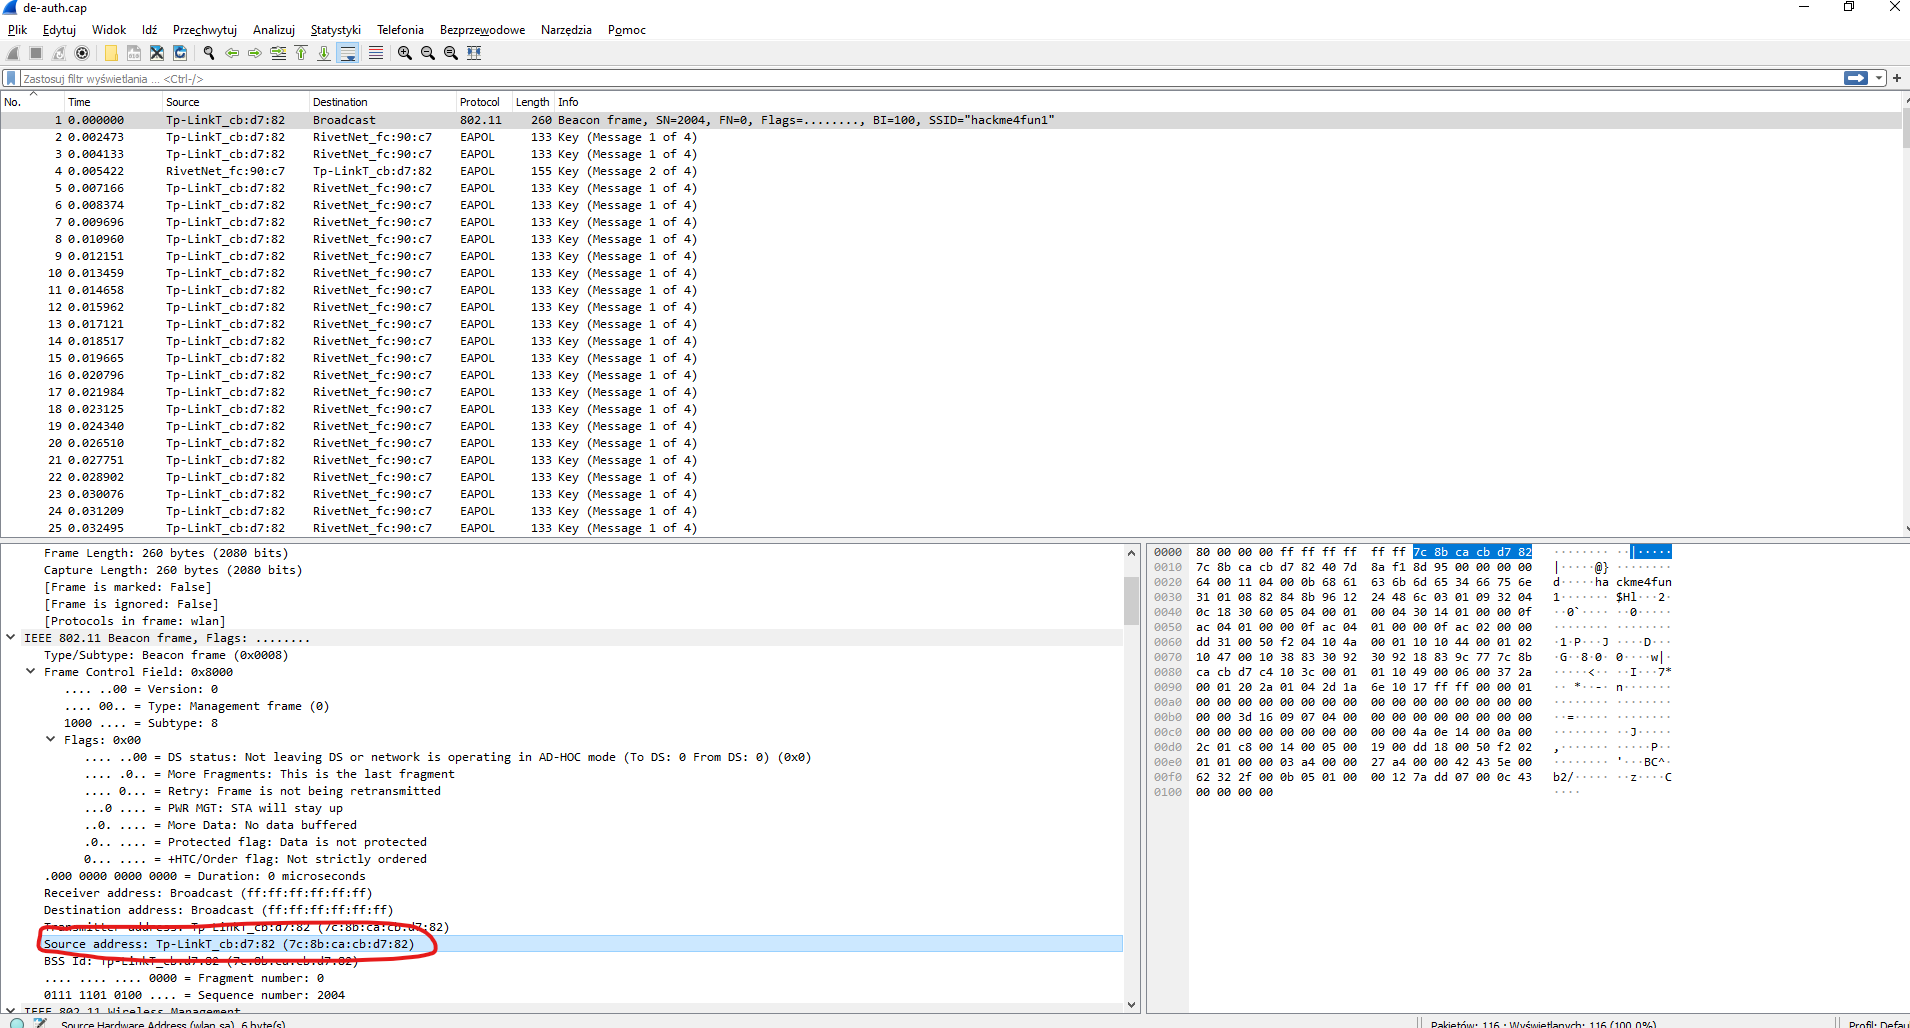 de-auth.cap
Plik Edytuj Widok Idź Przechwytuj Analizuj Statystyki Telefonia Bezprzewodowe Narzędzia Pomoc
Zastosuj filtr wyświetlania ... <Ctrl-/>
No. Time Source Destination Protocol Length Info
1 0.000000 Tp-LinkT_cb:d7:82 Broadcast 802.11 260 Beacon frame, SN=2004, FN=0, Flags=........, BI=100, SSID="hackme4fun1"
2 0.002473 Tp-LinkT_cb:d7:82 RivetNet_fc:90:c7 EAPOL 133 Key (Message 1 of 4)
3 0.004133 Tp-LinkT_cb:d7:82 RivetNet_fc:90:c7 EAPOL 133 Key (Message 1 of 4)
4 0.005422 RivetNet_fc:90:c7 Tp-LinkT_cb:d7:82 EAPOL 155 Key (Message 2 of 4)
5 0.007166 Tp-LinkT_cb:d7:82 RivetNet_fc:90:c7 EAPOL 133 Key (Message 1 of 4)
6 0.008374 Tp-LinkT_cb:d7:82 RivetNet_fc:90:c7 EAPOL 133 Key (Message 1 of 4)
7 0.009696 Tp-LinkT_cb:d7:82 RivetNet_fc:90:c7 EAPOL 133 Key (Message 1 of 4)
8 0.010960 Tp-LinkT_cb:d7:82 RivetNet_fc:90:c7 EAPOL 133 Key (Message 1 of 4)
9 0.012151 Tp-LinkT_cb:d7:82 RivetNet_fc:90:c7 EAPOL 133 Key (Message 1 of 4)
10 0.013459 Tp-LinkT_cb:d7:82 RivetNet_fc:90:c7 EAPOL 133 Key (Message 1 of 4)
11 0.014658 Tp-LinkT_cb:d7:82 RivetNet_fc:90:c7 EAPOL 133 Key (Message 1 of 4)
12 0.015962 Tp-LinkT_cb:d7:82 RivetNet_fc:90:c7 EAPOL 133 Key (Message 1 of 4)
13 0.017121 Tp-LinkT_cb:d7:82 RivetNet_fc:90:c7 EAPOL 133 Key (Message 1 of 4)
14 0.018517 Tp-LinkT_cb:d7:82 RivetNet_fc:90:c7 EAPOL 133 Key (Message 1 of 4)
15 0.019665 Tp-LinkT_cb:d7:82 RivetNet_fc:90:c7 EAPOL 133 Key (Message 1 of 4)
16 0.020796 Tp-LinkT_cb:d7:82 RivetNet_fc:90:c7 EAPOL 133 Key (Message 1 of 4)
17 0.021984 Tp-LinkT_cb:d7:82 RivetNet_fc:90:c7 EAPOL 133 Key (Message 1 of 4)
18 0.023125 Tp-LinkT_cb:d7:82 RivetNet_fc:90:c7 EAPOL 133 Key (Message 1 of 4)
19 0.024340 Tp-LinkT_cb:d7:82 RivetNet_fc:90:c7 EAPOL 133 Key (Message 1 of 4)
20 0.026510 Tp-LinkT_cb:d7:82 RivetNet_fc:90:c7 EAPOL 133 Key (Message 1 of 4)
21 0.027751 Tp-LinkT_cb:d7:82 RivetNet_fc:90:c7 EAPOL 133 Key (Message 1 of 4)
22 0.028902 Tp-LinkT_cb:d7:82 RivetNet_fc:90:c7 EAPOL 133 Key (Message 1 of 4)
23 0.030076 Tp-LinkT_cb:d7:82 RivetNet_fc:90:c7 EAPOL 133 Key (Message 1 of 4)
24 0.031209 Tp-LinkT_cb:d7:82 RivetNet_fc:90:c7 EAPOL 133 Key (Message 1 of 4)
25 0.032495 Tp-LinkT_cb:d7:82 RivetNet_fc:90:c7 EAPOL 133 Key (Message 1 of 4)
Frame Length: 260 bytes (2080 bits)
Capture Length: 260 bytes (2080 bits)
[Frame is marked: False]
[Frame is ignored: False]
[Protocols in frame: wlan]
IEEE 802.11 Beacon frame, Flags: ........
Type/Subtype: Beacon frame (0x0008)
Frame Control Field: 0x8000
.... ..00 = Version: 0
.... 00.. = Type: Management frame (0)
1000 .... = Subtype: 8
Flags: 0x00
.... ..00 = DS status: Not leaving DS or network is operating in AD-HOC mode (To DS: 0 From DS: 0) (0x0)
.... .0.. = More Fragments: This is the last fragment
.... 0... = Retry: Frame is not being retransmitted
...0 .... = PWR MGT: STA will stay up
..0. .... = More Data: No data buffered
.0.. .... = Protected flag: Data is not protected
0... .... = +HTC/Order flag: Not strictly ordered
.000 0000 0000 0000 = Duration: 0 microseconds
Receiver address: Broadcast (ff:ff:ff:ff:ff:ff)
Destination address: Broadcast (ff:ff:ff:ff:ff:ff)
Transmitter address: Tp-LinkT_cb:d7:82 (7c:8b:ca:cb:d7:82)
Source address: Tp-LinkT_cb:d7:82 (7c:8b:ca:cb:d7:82)
BSS Id: Tp-LinkT_cb:d7:82 (7c:8b:ca:cb:d7:82)
.... .... .... 0000 = Fragment number: 0
0111 1101 0100 .... = Sequence number: 2004
IEEE 802.11 Wireless Management
0000 80 00 00 00 ff ff ff ff ff ff 7c 8b ca cb d7 82 ········ ··|·····
0010 7c 8b ca cb d7 82 40 7d 8a f1 8d 95 00 00 00 00 |·····@} ········
0020 64 00 11 04 00 0b 68 61 63 6b 6d 65 34 66 75 6e d·····ha ckme4fun
0030 31 01 08 82 84 8b 96 12 24 48 6c 03 01 09 32 04 1······· $Hl···2·
0040 0c 18 30 60 05 04 00 01 00 04 30 14 01 00 00 0f ··0`···· ··0·····
0050 ac 04 01 00 00 0f ac 04 01 00 00 0f ac 02 00 00 ········ ········
0060 dd 31 00 50 f2 04 10 4a 00 01 10 10 44 00 01 02 ·1·P···J ····D···
0070 10 47 00 10 38 83 30 92 30 92 18 83 9c 77 7c 8b ·G··8·0· 0····w|·
0080 ca cb d7 c4 10 3c 00 01 01 10 49 00 06 00 37 2a ·····<·· ··I···7*
0090 00 01 20 2a 01 04 2d 1a 6e 10 17 ff ff 00 00 01 ·· *··-· n·······
00a0 00 00 00 00 00 00 00 00 00 00 00 00 00 00 00 00 ········ ········
00b0 00 00 3d 16 09 07 04 00 00 00 00 00 00 00 00 00 ··=····· ········
00c0 00 00 00 00 00 00 00 00 00 00 4a 0e 14 00 0a 00 ········ ··J·····
00d0 2c 01 c8 00 14 00 05 00 19 00 dd 18 00 50 f2 02 ,······· ·····P··
00e0 01 01 00 00 03 a4 00 00 27 a4 00 00 42 43 5e 00 ········ '···BC^·
00f0 62 32 2f 00 0b 05 01 00 00 12 7a dd 07 00 0c 43 b2/····· ··z····C
0100 00 00 00 00 ····
Source Hardware Address (wlan.sa), 6 byte(s)
Pakietów: 116 · Wyświetlanych: 116 (100.0%)
Profil: Defau